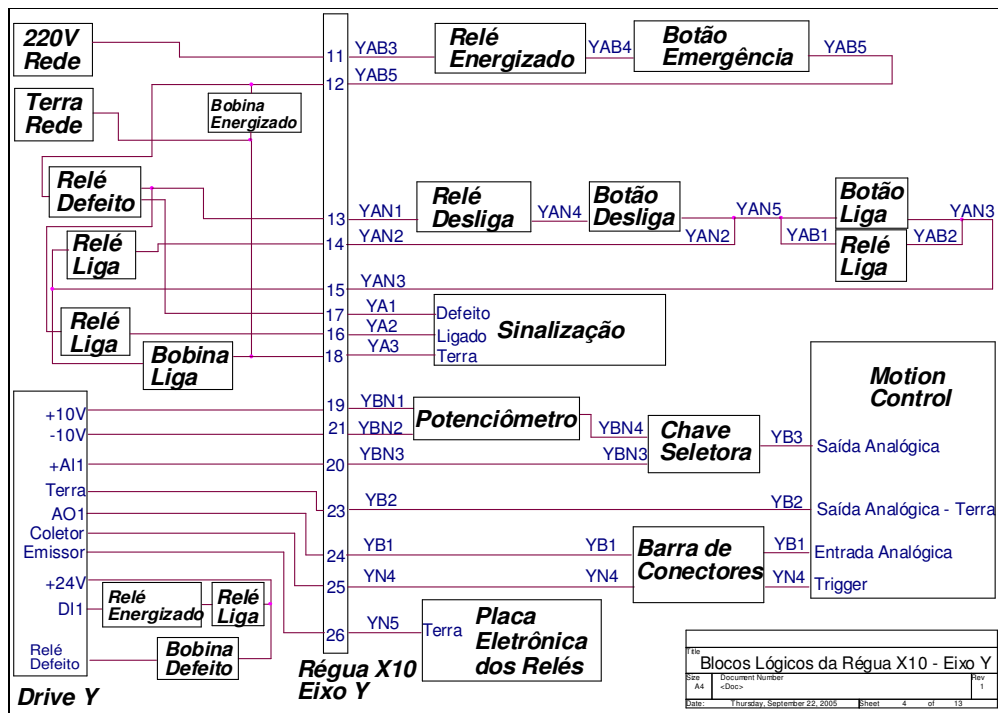 220V
Rede
11
YAB3
Relé
Energizado
YAB4
Botão
Emergência
YAB5
12
YAB5
Terra
Rede
Bobina
Energizado
Relé
Defeito
13
YAN1
Relé
Desliga
YAN4
Botão
Desliga
YAN5
Botão
Liga
YAN3
Relé
Liga
14
YAN2
YAN2
YAB1
Relé
Liga
YAB2
15
YAN3
17
YA1
Defeito
Relé
Liga
16
YA2
Ligado
Sinalização
Bobina
Liga
18
YA3
Terra
Motion
Control
+10V
19
YBN1
Potenciômetro
-10V
21
YBN2
YBN4
Chave
Seletora
YB3
Saída Analógica
+AI1
20
YBN3
YBN3
Terra
23
YB2
YB2
Saída Analógica - Terra
AO1
24
YB1
YB1
Barra de
Conectores
YB1
Entrada Analógica
Coletor
25
YN4
YN4
YN4
Trigger
Emissor
26
YN5
Terra
Placa
Eletrônica
dos Relés
+24V
DI1
Relé
Energizado
Relé
Liga
Relé
Defeito
Bobina
Defeito
Drive Y
Régua X10
Eixo Y
Title
Blocos Lógicos da Régua X10 - Eixo Y
Size
A4
Document Number
<Doc>
Rev
1
Date:
Thursday, September 22, 2005
Sheet
4
of
13